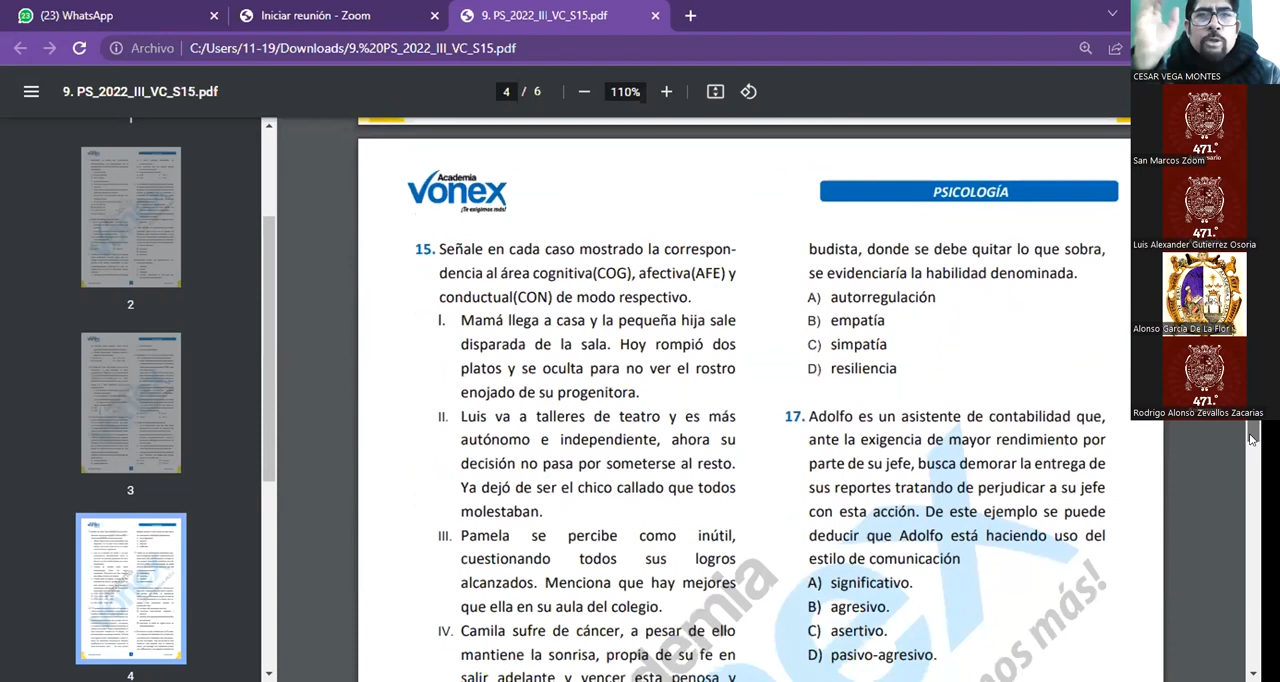 (23) WhatsApp
Iniciar reunión - Zoom
9. PS_2022_III_VC_S15.pdf
Archivo
C:/Users/11-19/Downloads/9.%20PS_2022_III_VC_S15.pdf
9. PS_2022_III_VC_S15.pdf
4 / 6
110%
1
2
3
4
Academia
Vonex
¡Te exigimos más!
PSICOLOGÍA
15. Señale en cada caso mostrado la correspon-
dencia al área cognitiva(COG), afectiva(AFE) y
conductual(CON) de modo respectivo.
I. Mamá llega a casa y la pequeña hija sale
disparada de la sala. Hoy rompió dos
platos y se oculta para no ver el rostro
enojado de su progenitora.
II. Luis va a talleres de teatro y es más
autónomo e independiente, ahora su
decisión no pasa por someterse al resto.
Ya dejó de ser el chico callado que todos
molestaban.
III. Pamela se percibe como inútil,
cuestionando todos sus logros
alcanzados. Menciona que hay mejores
que ella en el aula del colegio.
IV. Camila sufre de cáncer, a pesar de ello
mantiene la sonrisa, propia de su fe en
salir adelante y vencer esta penosa y
budista, donde se debe quitar lo que sobra,
se evidenciaría la habilidad denominada.
A) autorregulación
B) empatía
C) simpatía
D) resiliencia
17. Adolfo es un asistente de contabilidad que,
ante la exigencia de mayor rendimiento por
parte de su jefe, busca demorar la entrega de
sus reportes tratando de perjudicar a su jefe
con esta acción. De este ejemplo se puede
deducir que Adolfo está haciendo uso del
estilo de comunicación
A) significativo.
B) agresivo.
C) asertivo.
D) pasivo-agresivo.
CESAR VEGA MONTES
471.°
San Marcos Zoom
471.°
Luis Alexander Gutierrez Osoria
Alonso García De La Flor
471.°
Rodrigo Alonso Zevallos Zacarias